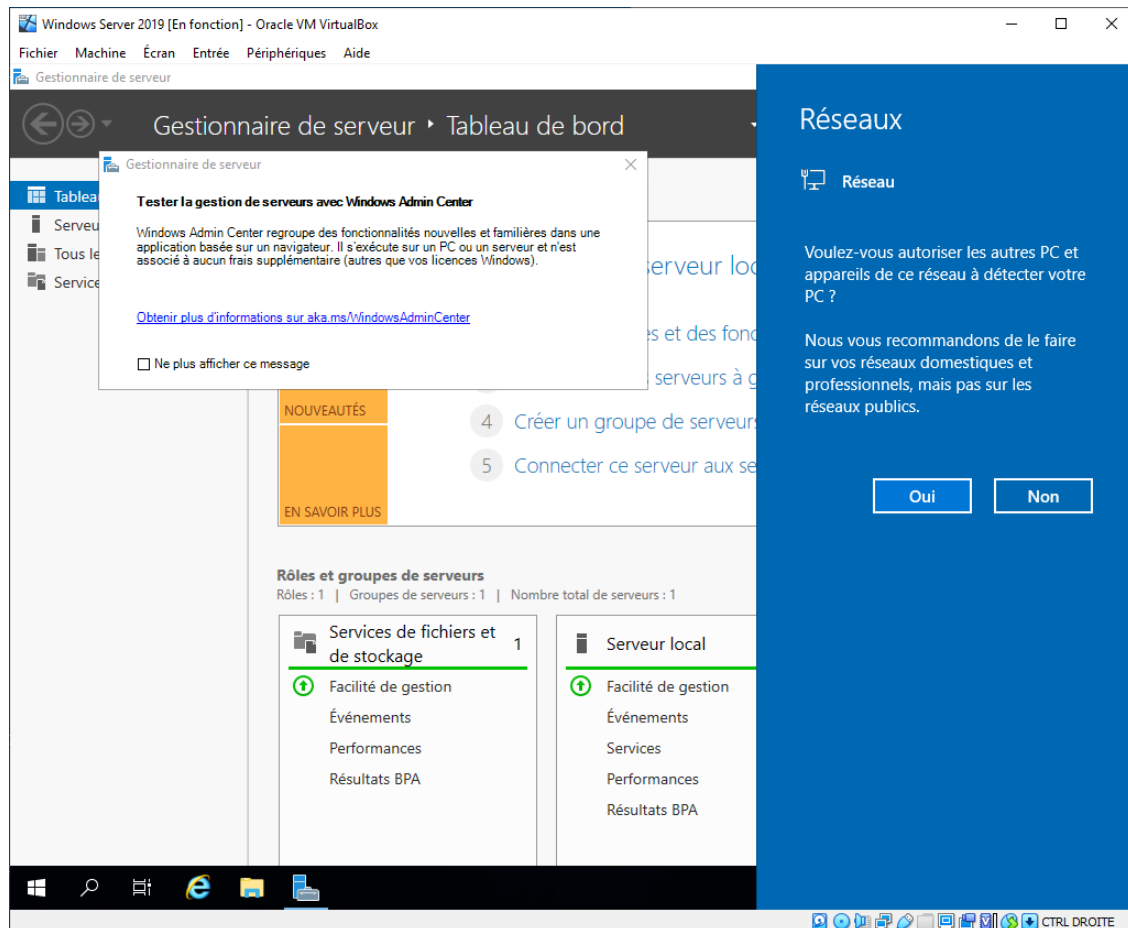 Windows Server 2019 [En fonction] - Oracle VM VirtualBox
Fichier Machine Écran Entrée Périphériques Aide
Gestionnaire de serveur
Gestionnaire de serveur • Tableau de bord
Gestionnaire de serveur
Tester la gestion de serveurs avec Windows Admin Center
Windows Admin Center regroupe des fonctionnalités nouvelles et familières dans une
application basée sur un navigateur. Il s'exécute sur un PC ou un serveur et n'est
associé à aucun frais supplémentaire (autres que vos licences Windows).
Obtenir plus d'informations sur aka.ms/WindowsAdminCenter
Ne plus afficher ce message
Tablea
Serveu
Tous le
Service
erveur loc
es et des fonc
serveurs à g
NOUVEAUTÉS
4 Créer un groupe de serveurs
5 Connecter ce serveur aux se
EN SAVOIR PLUS
Rôles et groupes de serveurs
Rôles : 1 | Groupes de serveurs : 1 | Nombre total de serveurs : 1
Services de fichiers et
de stockage
1
Facilité de gestion
Événements
Performances
Résultats BPA
Serveur local
Facilité de gestion
Événements
Services
Performances
Résultats BPA
Réseaux
Réseau
Voulez-vous autoriser les autres PC et
appareils de ce réseau à détecter votre
PC ?
Nous vous recommandons de le faire
sur vos réseaux domestiques et
professionnels, mais pas sur les
réseaux publics.
Oui
Non
CTRL DROITE